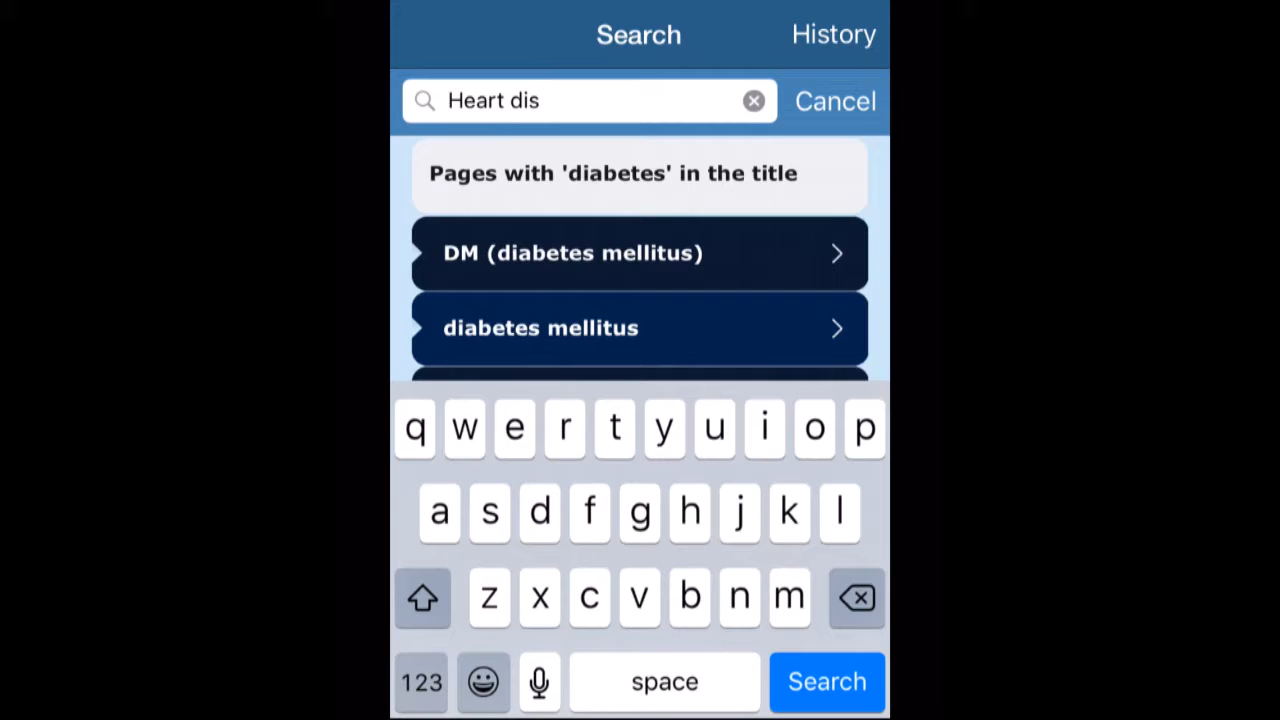 Search
History
Heart dis
Cancel
Pages with 'diabetes' in the title
DM (diabetes mellitus)
diabetes mellitus
q w e r t y u i o p
a s d f g h j k l
z x c v b n m
123 space Search